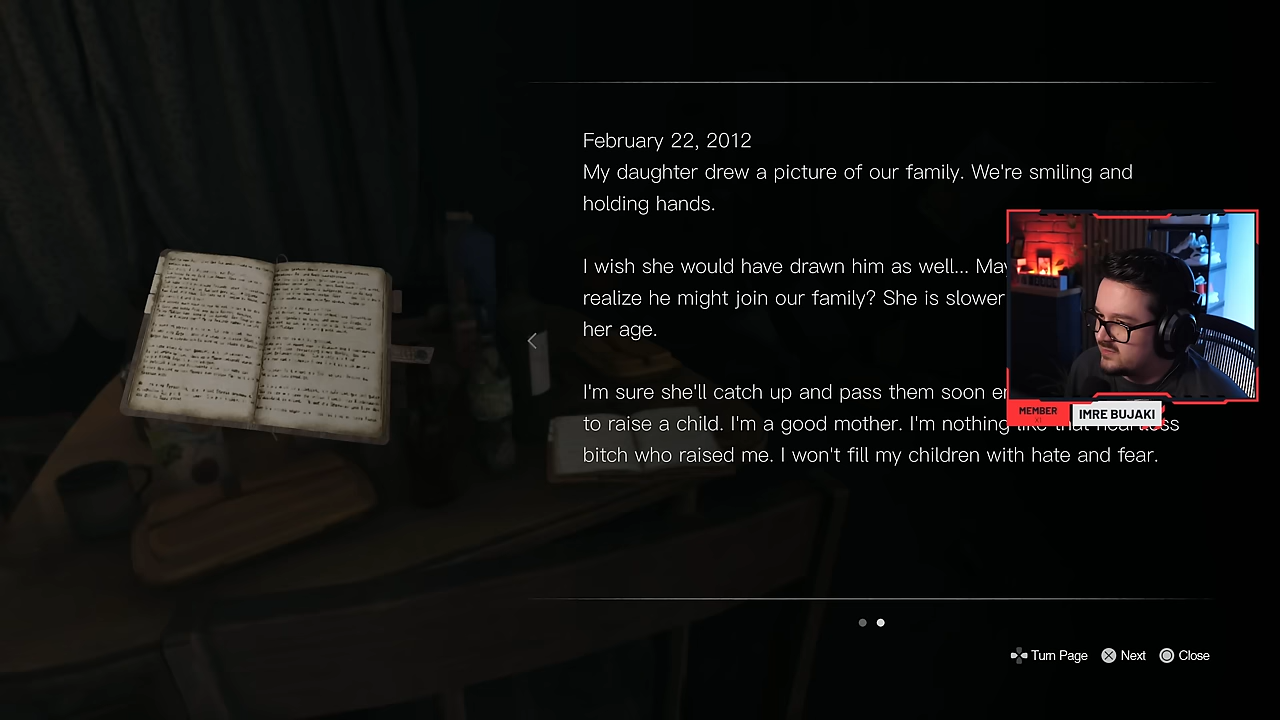 February 22, 2012
My daughter drew a picture of our family. We're smiling and
holding hands.
I wish she would have drawn him as well...
realize he might join our family? She is slower
her age.
I'm sure she'll catch up and pass them soon
to raise a child. I'm a good mother. I'm nothing like that heartless
bitch who raised me. I won't fill my children with hate and fear.
MEMBER
IMRE BUJAKI
Turn Page
Next
Close